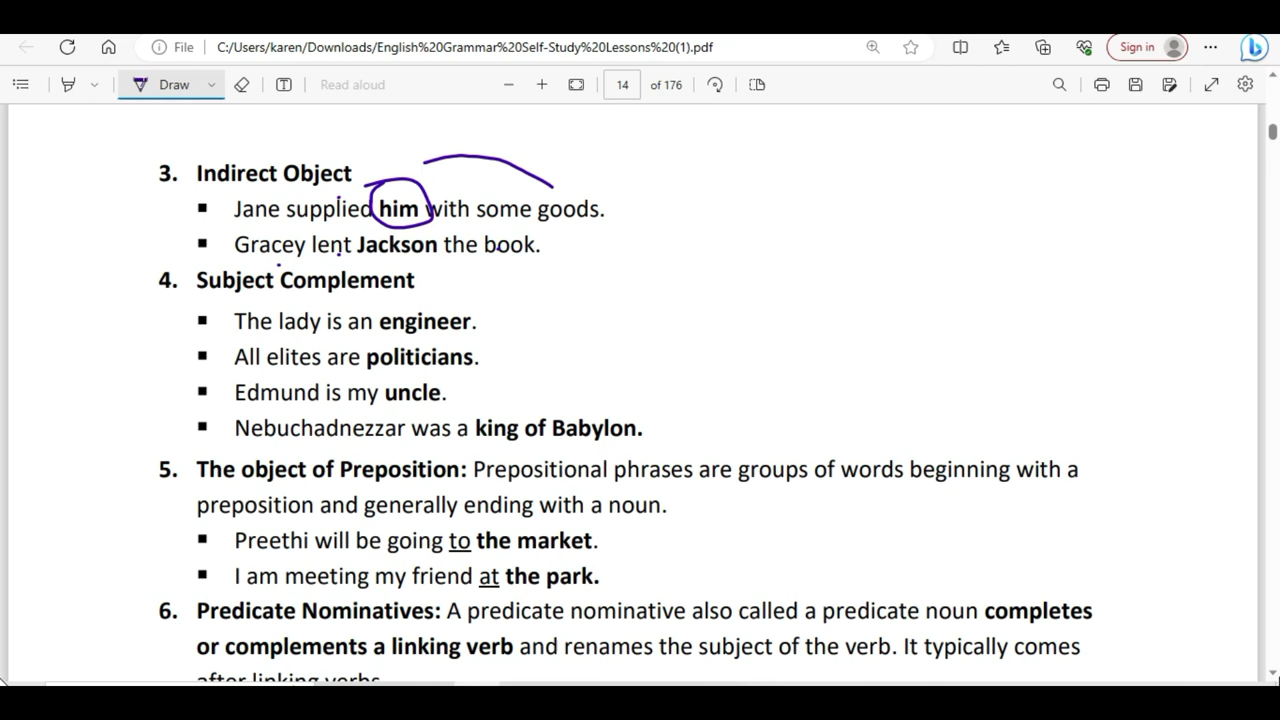 File C:/Users/karen/Downloads/English%20Grammar%20Self-Study%20Lessons%20(1).pdf Sign in
Draw Read aloud 14 of 176
3. Indirect Object
▪ Jane supplied him with some goods.
▪ Gracey lent Jackson the book.
4. Subject Complement
▪ The lady is an engineer.
▪ All elites are politicians.
▪ Edmund is my uncle.
▪ Nebuchadnezzar was a king of Babylon.
5. The object of Preposition: Prepositional phrases are groups of words beginning with a
preposition and generally ending with a noun.
▪ Preethi will be going to the market.
▪ I am meeting my friend at the park.
6. Predicate Nominatives: A predicate nominative also called a predicate noun completes
or complements a linking verb and renames the subject of the verb. It typically comes
after linking verbs